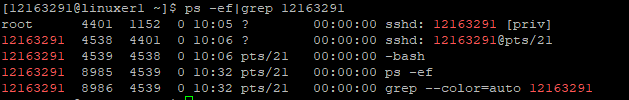 [12163291@linuxer1 ~]$ ps -ef|grep 12163291
root 4401 1152 0 10:05 ? 00:00:00 sshd: 12163291 [priv]
12163291 4538 4401 0 10:06 ? 00:00:00 sshd: 12163291@pts/21
12163291 4539 4538 0 10:06 pts/21 00:00:00 -bash
12163291 8985 4539 0 10:32 pts/21 00:00:00 ps -ef
12163291 8986 4539 0 10:32 pts/21 00:00:00 grep --color=auto 12163291